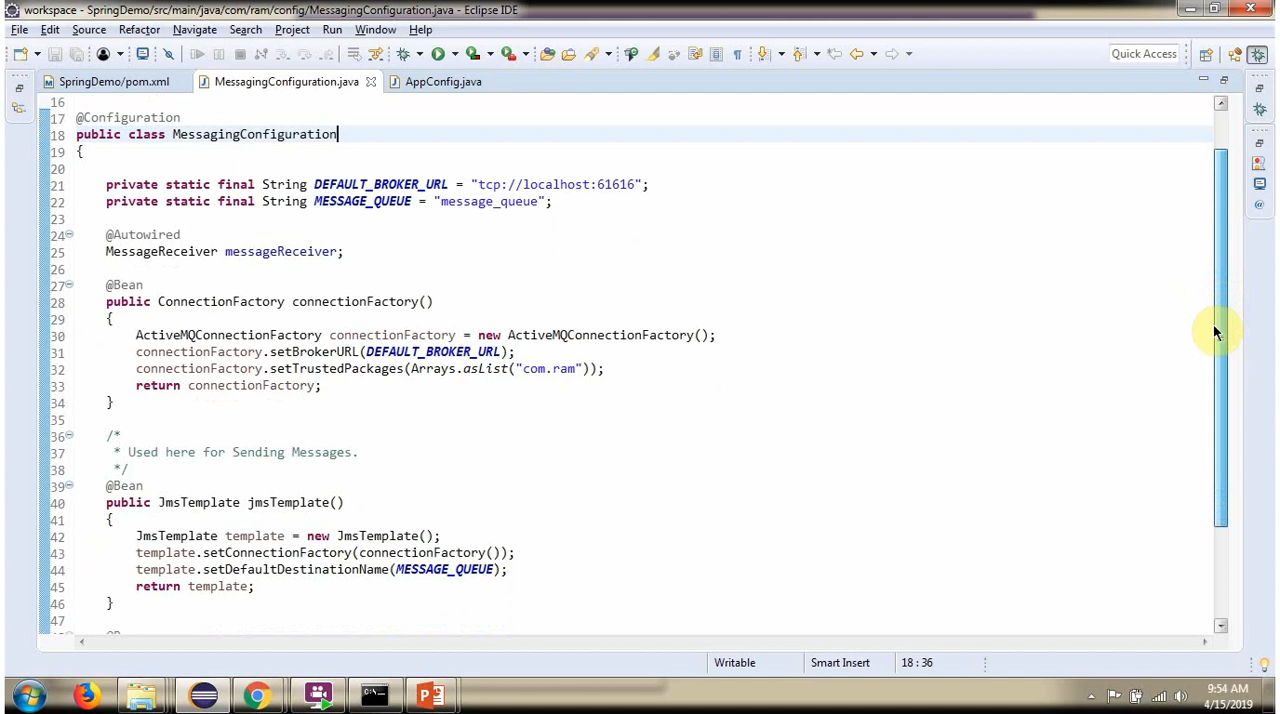 workspace - SpringDemo/src/main/java/com/ram/config/MessagingConfiguration.java - Eclipse IDE
File Edit Source Refactor Navigate Search Project Run Window Help
Quick Access
SpringDemo/pom.xml MessagingConfiguration.java AppConfig.java
16
17 @Configuration
18 public class MessagingConfiguration
19 {
20
21 private static final String DEFAULT_BROKER_URL = "tcp://localhost:61616";
22 private static final String MESSAGE_QUEUE = "message_queue";
23
24 @Autowired
25 MessageReceiver messageReceiver;
26
27 @Bean
28 public ConnectionFactory connectionFactory()
29 {
30 ActiveMQConnectionFactory connectionFactory = new ActiveMQConnectionFactory();
31 connectionFactory.setBrokerURL(DEFAULT_BROKER_URL);
32 connectionFactory.setTrustedPackages(Arrays.asList("com.ram"));
33 return connectionFactory;
34 }
35
36 /*
37 * Used here for Sending Messages.
38 */
39 @Bean
40 public JmsTemplate jmsTemplate()
41 {
42 JmsTemplate template = new JmsTemplate();
43 template.setConnectionFactory(connectionFactory());
44 template.setDefaultDestinationName(MESSAGE_QUEUE);
45 return template;
46 }
47
Writable Smart Insert 18 : 36
9:54 AM
4/15/2019